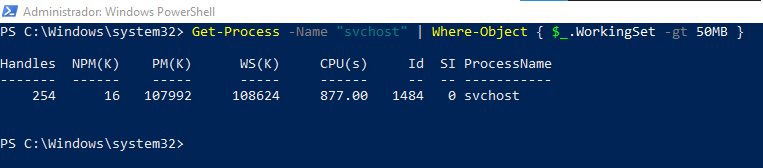 Administrador: Windows PowerShell
PS C:\Windows\system32> Get-Process -Name "svchost" | Where-Object { $_.WorkingSet -gt 50MB }
Handles  NPM(K)    PM(K)      WS(K)     CPU(s)     Id  SI ProcessName
-------  ------    -----      -----     ------     --  -- -----------
    254      16   107992     108624     877.00   1484   0 svchost
PS C:\Windows\system32>